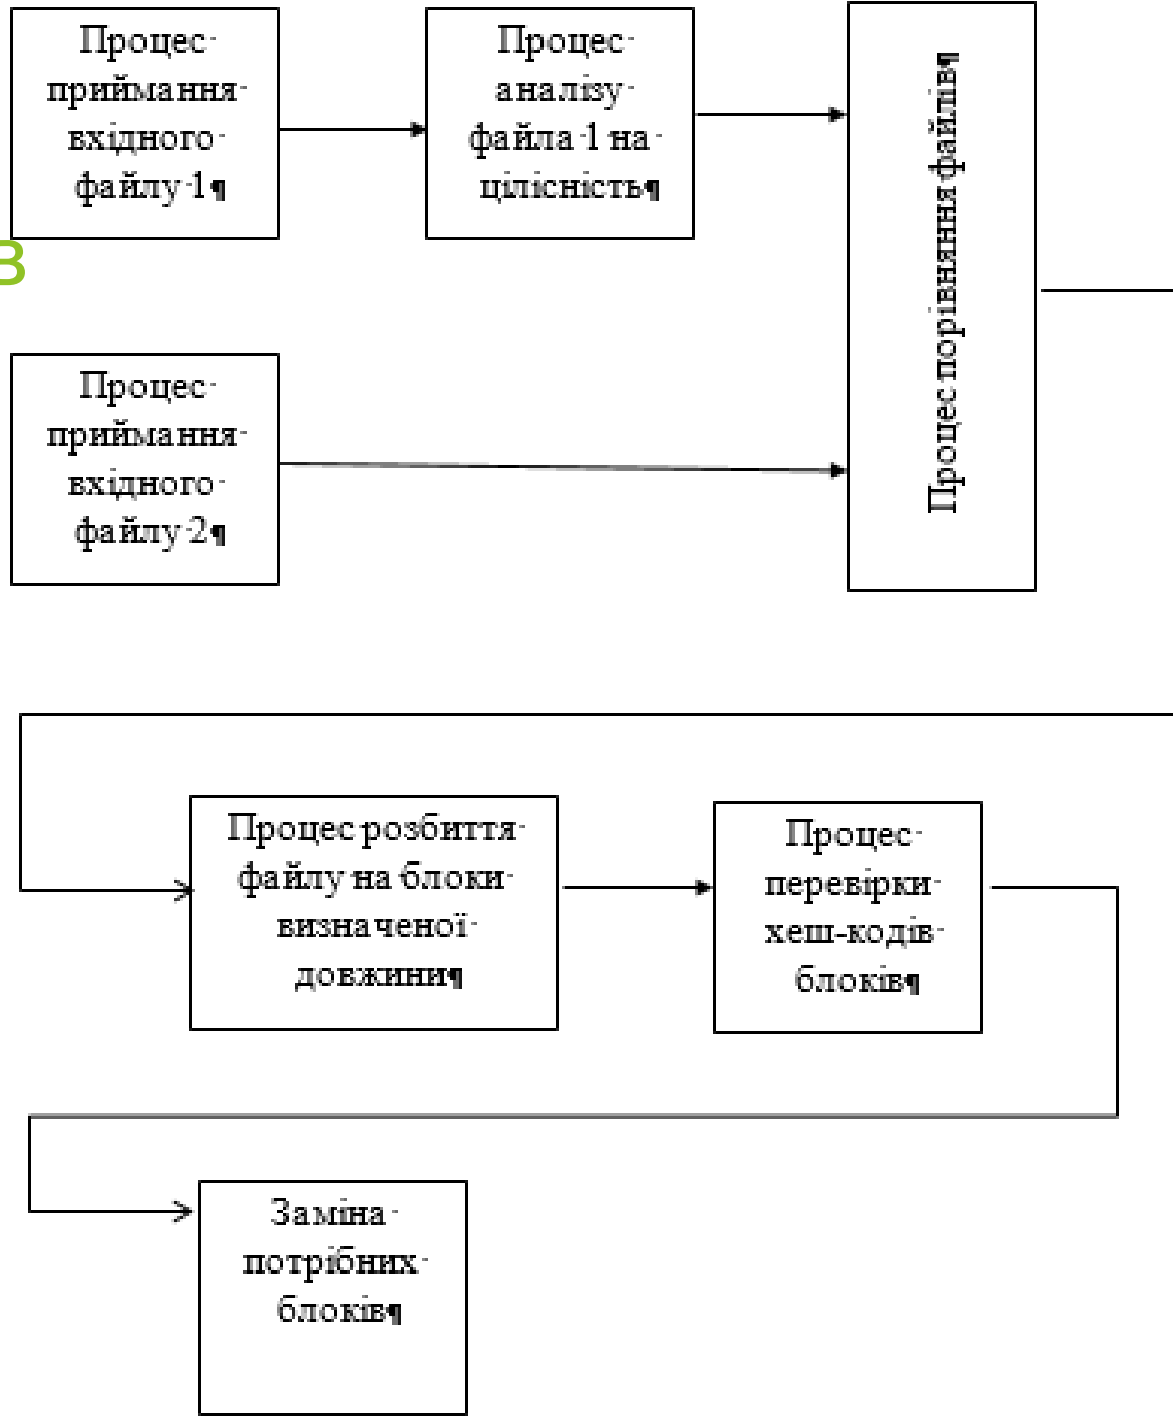 Процес
приймання
вхідного
файлу 1¶
Процес
аналізу
файла 1 на
цілісність¶
Процес порівняння файлів¶
в
Процес
приймання
вхідного
файлу 2¶
Процес розбиття
файлу на блоки
визначеної
довжини¶
Процес
перевірки
хеш-кодів
блоків¶
Заміна
потрібних
блоків¶